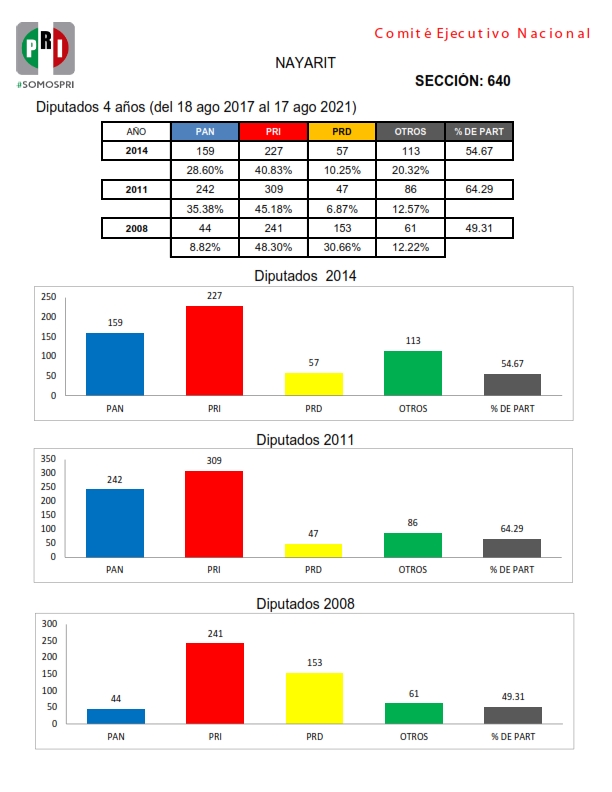 Comité Ejecutivo Nacional
PRI
#SOMOSPRI
NAYARIT
SECCIÓN: 640
Diputados 4 años (del 18 ago 2017 al 17 ago 2021)
AÑO PAN PRI PRD OTROS % DE PART
2014 159 227 57 113 54.67
28.60% 40.83% 10.25% 20.32%
2011 242 309 47 86 64.29
35.38% 45.18% 6.87% 12.57%
2008 44 241 153 61 49.31
8.82% 48.30% 30.66% 12.22%
Diputados 2014
250
200
150
100
50
0
159 227 57 113 54.67
PAN PRI PRD OTROS % DE PART
Diputados 2011
350
300
250
200
150
100
50
0
242 309 47 86 64.29
PAN PRI PRD OTROS % DE PART
Diputados 2008
300
250
200
150
100
50
0
44 241 153 61 49.31
PAN PRI PRD OTROS % DE PART